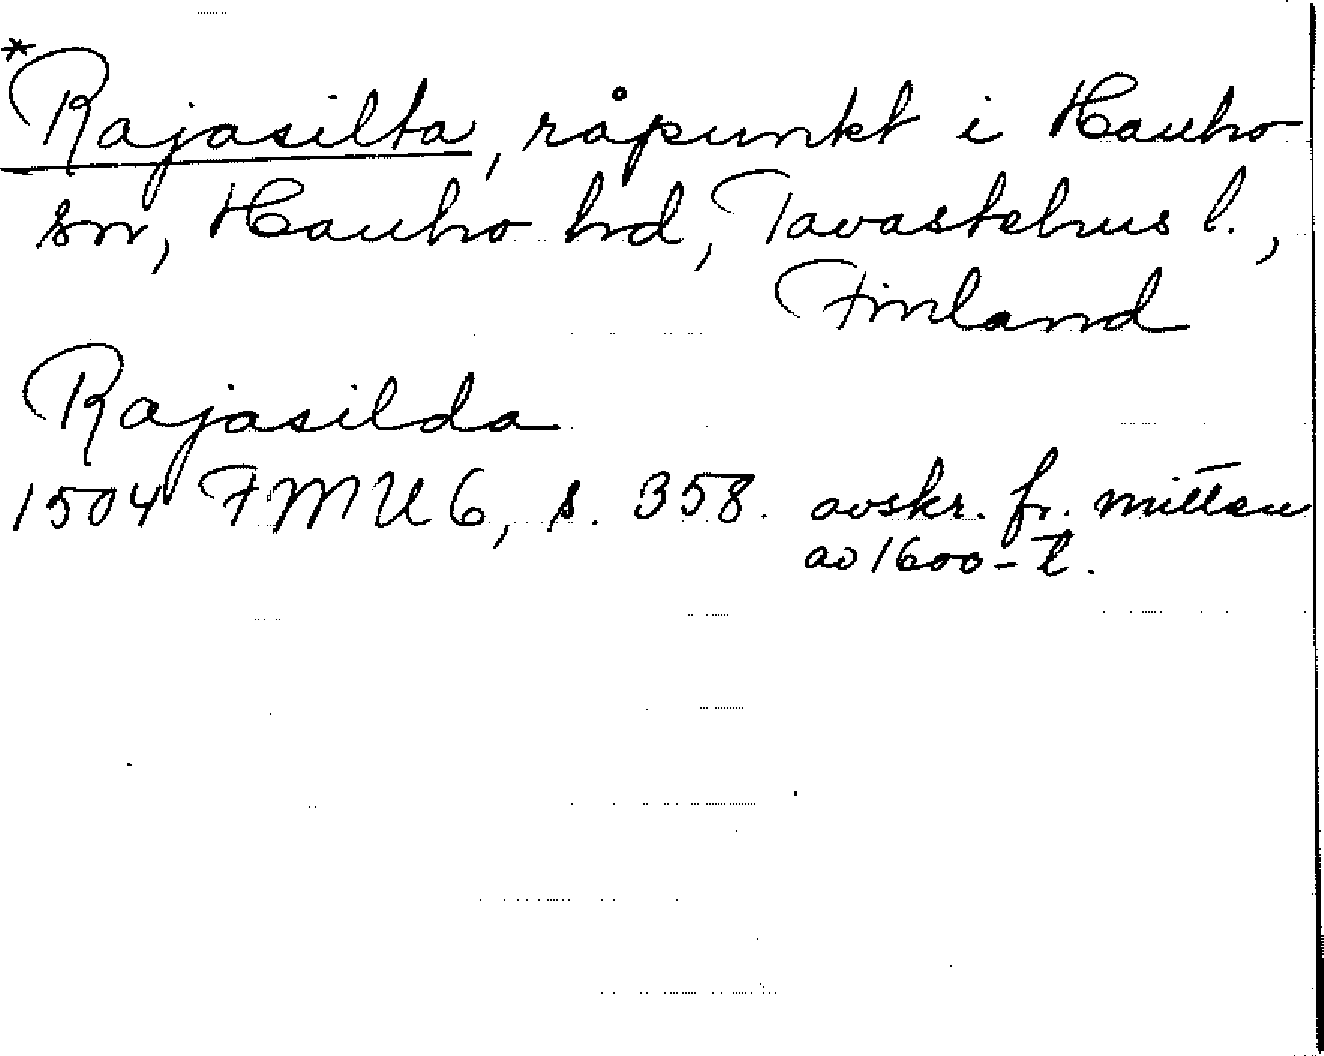 *
Rajasilta, råpunkt i Hauho
sn, Hauho hd, Tavastehus l.,
Finland
Rajasilda
1504 FMU 6, s. 358. avskr. fr. mitten
av 1600-t.